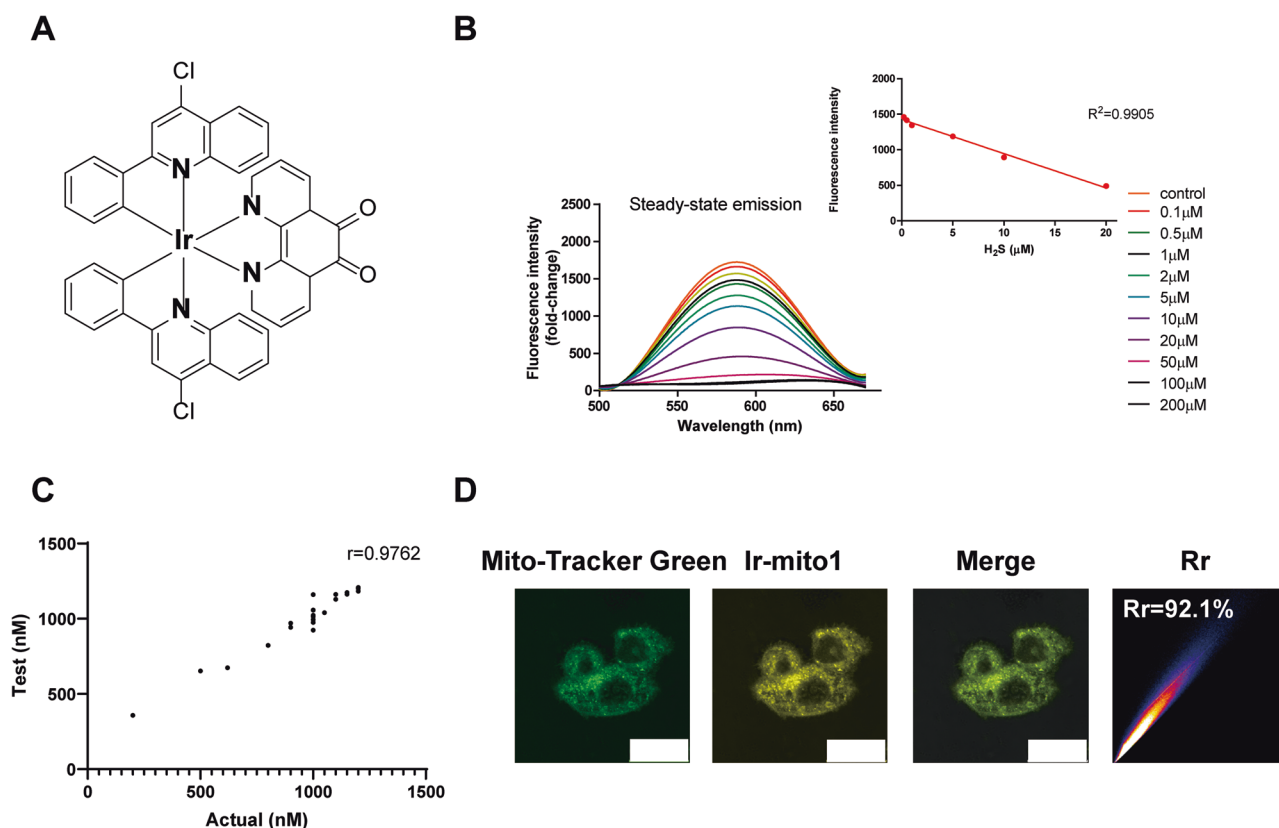 A
Cl
N
N
O
Ir
O
N
N
Cl
B
2000
1500
1000
500
0
Fluorescence intensity
R²=0.9905
0
5
10
15
20
H₂S (μM)
Steady-state emission
2500
2000
1500
1000
500
0
Fluorescence intensity
(fold-change)
500
550
600
650
Wavelength (nm)
control
0.1μM
0.5μM
1μM
2μM
5μM
10μM
20μM
50μM
100μM
200μM
C
1500
1000
500
0
Test (nM)
r=0.9762
0
500
1000
1500
Actual (nM)
D
Mito-Tracker Green
Ir-mito1
Merge
Rr
Rr=92.1%